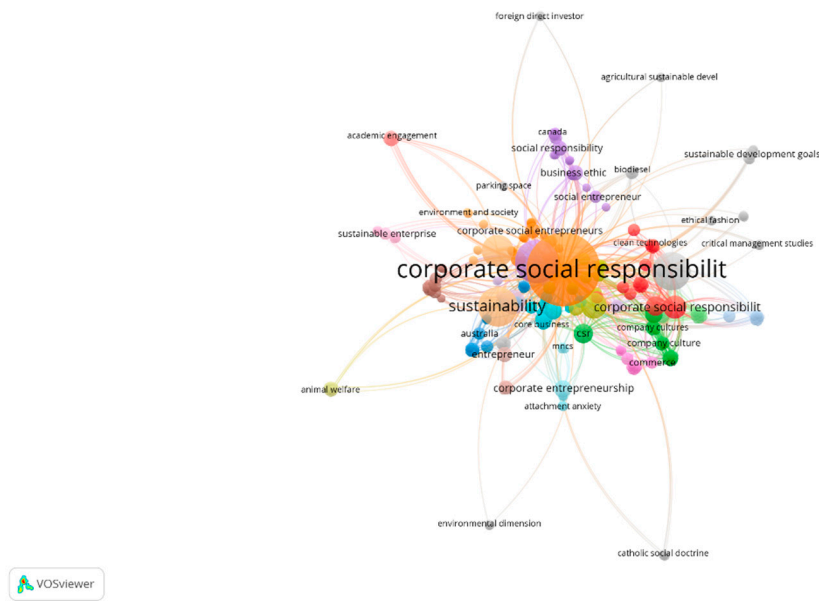 foreign direct investor
agricultural sustainable devel
canada
academic engagement
social responsibility
sustainable development goals
business ethic
biodiesel
parking space
social entrepreneur
environment and society
ethical fashion
corporate social entrepreneurs
sustainable enterprise
clean technologies
critical management studies
corporate social responsibilit
sustainability
corporate social responsibilit
core business
company cultures
australia
csr
company culture
mncs
entrepreneur
commerce
animal welfare
corporate entrepreneurship
attachment anxiety
environmental dimension
catholic social doctrine
VOSviewer